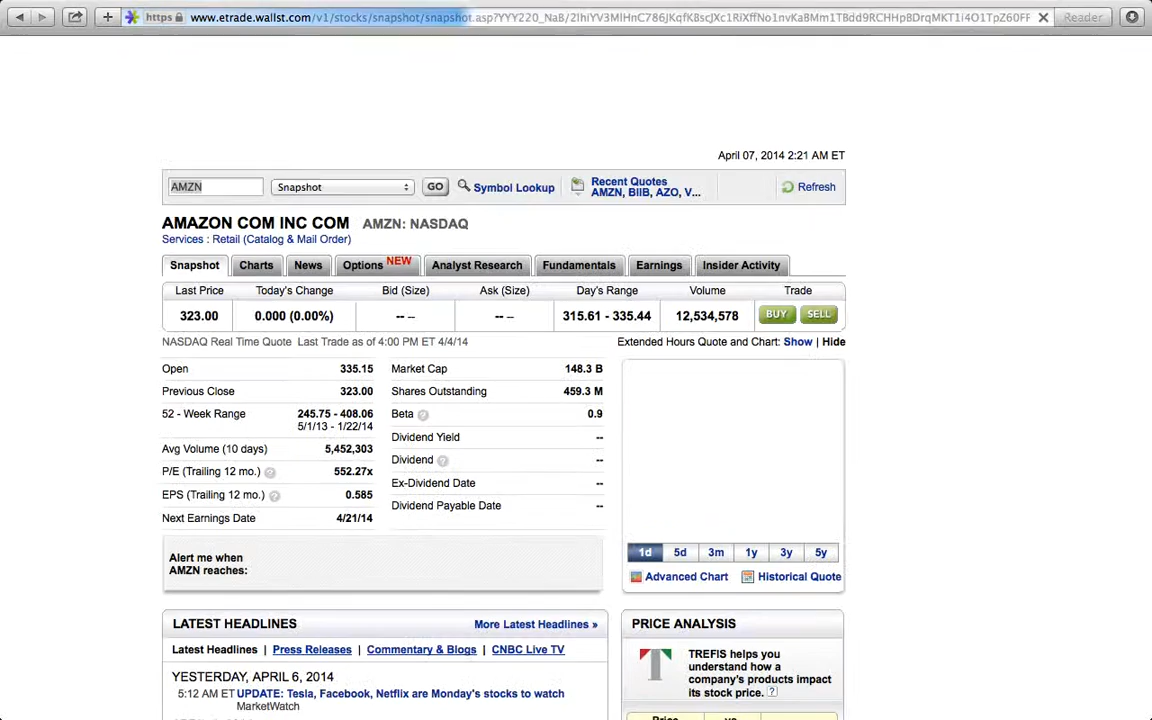 https www.etrade.wallst.com/v1/stocks/snapshot/snapshot.asp?YYY220_NaB/2lhiYV3MlHnC786JKqfKBscJXc1RiXffNo1nvKaBMm1TBdd9RCHHpBDrqMKT1i4O1TpZ60FF Reader
April 07, 2014 2:21 AM ET
AMZN Snapshot GO Symbol Lookup Recent Quotes Refresh
AMZN, BIIB, AZO, V...
AMAZON COM INC COM AMZN: NASDAQ
Services : Retail (Catalog & Mail Order)
Snapshot Charts News Options NEW Analyst Research Fundamentals Earnings Insider Activity
Last Price Today's Change Bid (Size) Ask (Size) Day's Range Volume Trade
323.00 0.000 (0.00%) -- -- -- -- 315.61 - 335.44 12,534,578 BUY SELL
NASDAQ Real Time Quote Last Trade as of 4:00 PM ET 4/4/14 Extended Hours Quote and Chart: Show | Hide
Open 335.15 Market Cap 148.3 B
Previous Close 323.00 Shares Outstanding 459.3 M
52 - Week Range 245.75 - 408.06 Beta ? 0.9
5/1/13 - 1/22/14
Dividend Yield --
Avg Volume (10 days) 5,452,303 Dividend ? --
P/E (Trailing 12 mo.) ? 552.27x Ex-Dividend Date --
EPS (Trailing 12 mo.) ? 0.585 Dividend Payable Date --
Next Earnings Date 4/21/14
Alert me when
AMZN reaches:
1d 5d 3m 1y 3y 5y
Advanced Chart Historical Quote
LATEST HEADLINES More Latest Headlines »
Latest Headlines | Press Releases | Commentary & Blogs | CNBC Live TV
YESTERDAY, APRIL 6, 2014
5:12 AM ET UPDATE: Tesla, Facebook, Netflix are Monday's stocks to watch
MarketWatch
PRICE ANALYSIS
TREFIS helps you
understand how a
company's products impact
its stock price. ?
Price vs